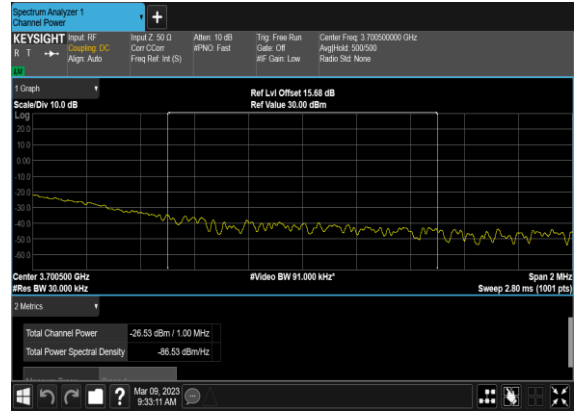 Spectrum Analyzer 1
Channel Power
KEYSIGHT Input: RF Input Z: 50 Ω Atten: 10 dB Trig: Free Run Center Freq: 3.700500000 GHz
R T Coupling: DC Corr CCorr #PNO: Fast Gate: Off Avg|Hold: 500/500
Align: Auto Freq Ref: Int (S) #IF Gain: Low Radio Std: None
1 Graph
Ref Lvl Offset 15.68 dB
Scale/Div 10.0 dB Ref Value 30.00 dBm
Log
20.0
10.0
0.00
-10.0
-20.0
-30.0
-40.0
-50.0
-60.0
Center 3.700500 GHz #Video BW 91.000 kHz* Span 2 MHz
#Res BW 30.000 kHz Sweep 2.80 ms (1001 pts)
2 Metrics
Total Channel Power -26.53 dBm / 1.00 MHz
Total Power Spectral Density -86.53 dBm/Hz
Mar 09, 2023
9:33:11 AM